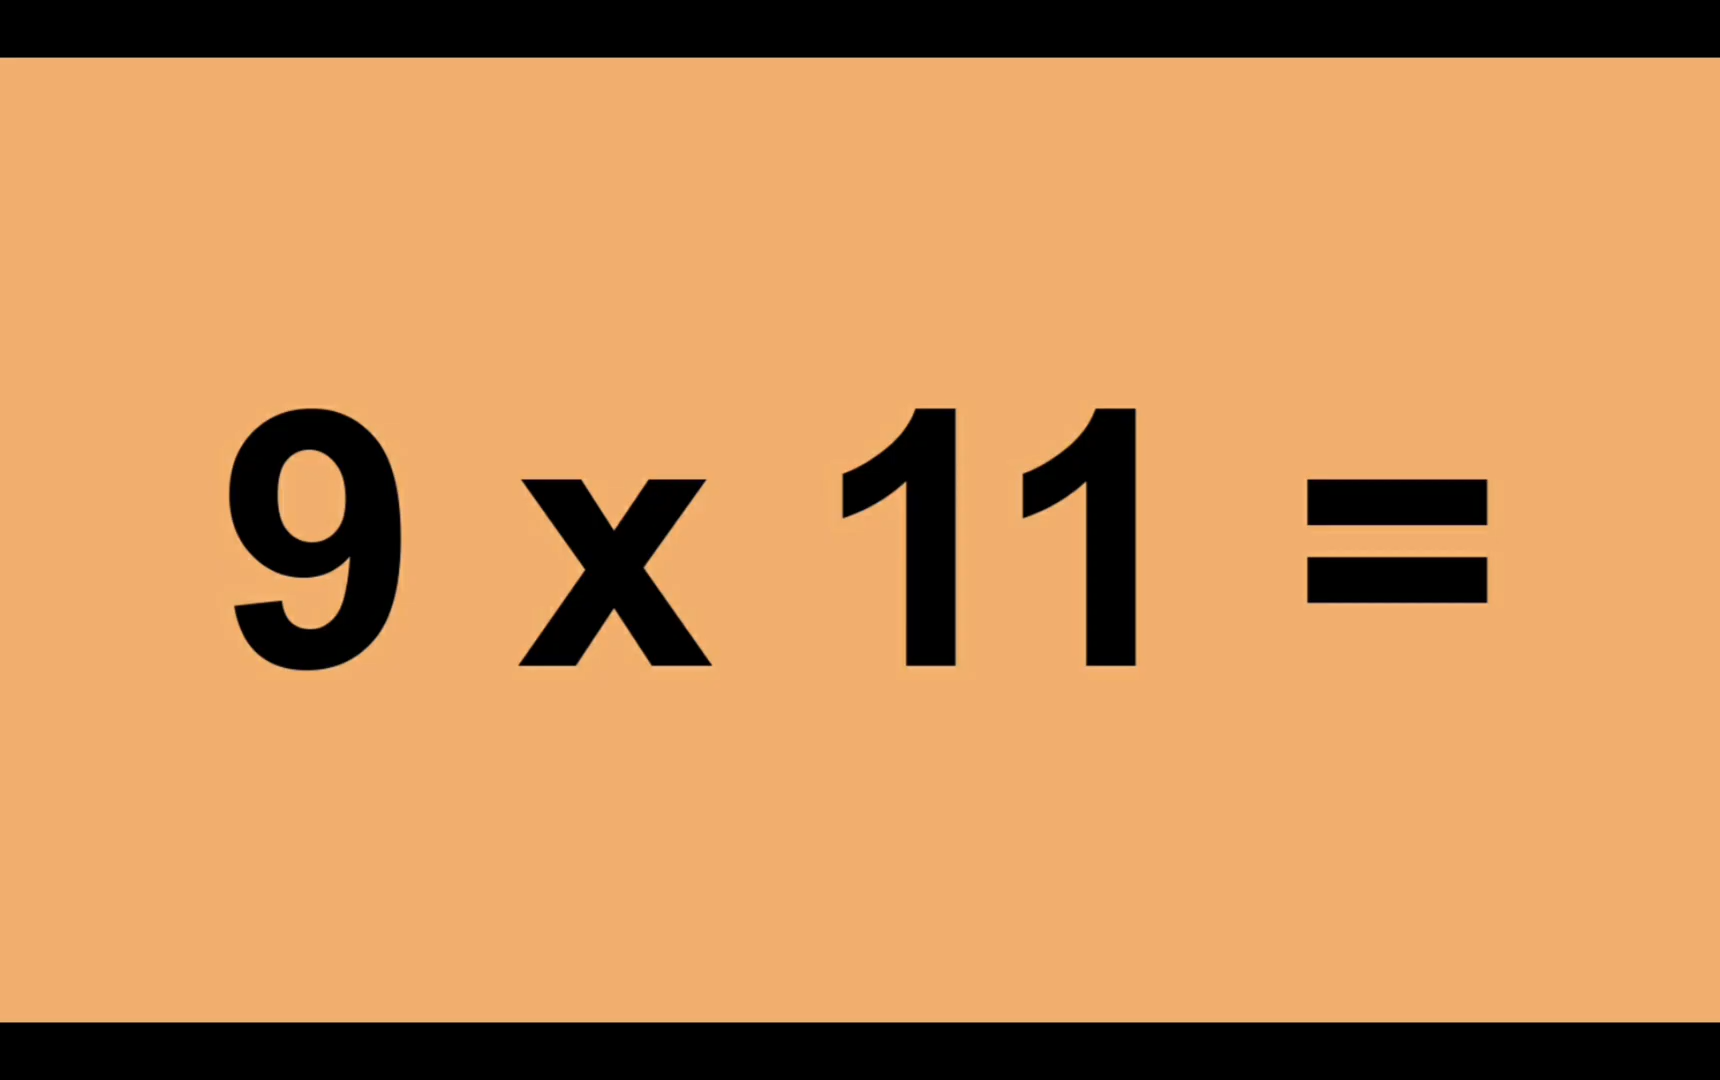 9 x 11 =